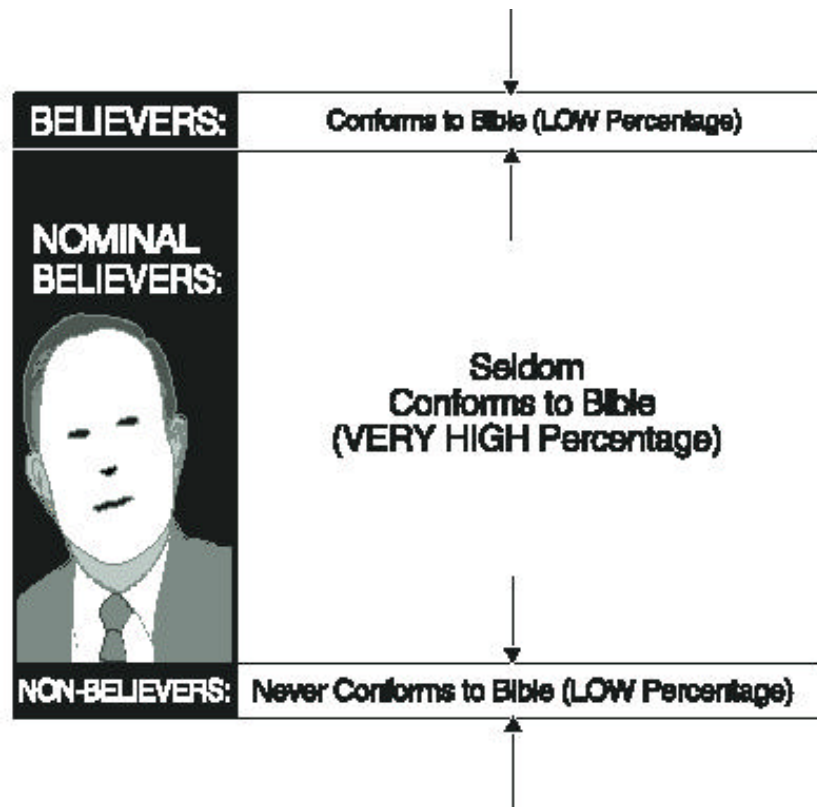 BELIEVERS: Conforms to Bible (LOW Percentage)
NOMINAL
BELIEVERS:
Seldom
Conforms to Bible
(VERY HIGH Percentage)
NON-BELIEVERS: Never Conforms to Bible (LOW Percentage)